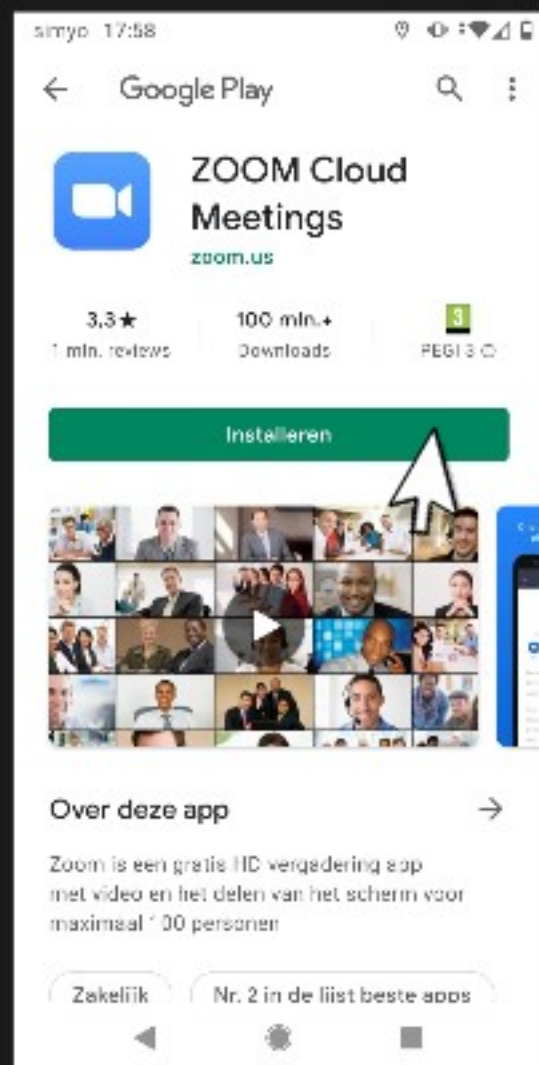 simyo 17:58
Google Play
ZOOM Cloud
Meetings
zoom.us
3,3★ 100 mln.+ 3
1 mln. reviews Downloads PEGI 3
Installeren
Over deze app
Zoom is een gratis HD vergadering app
met video en het delen van het scherm voor
maximaal 100 personen
Zakelijk Nr. 2 in de lijst beste apps